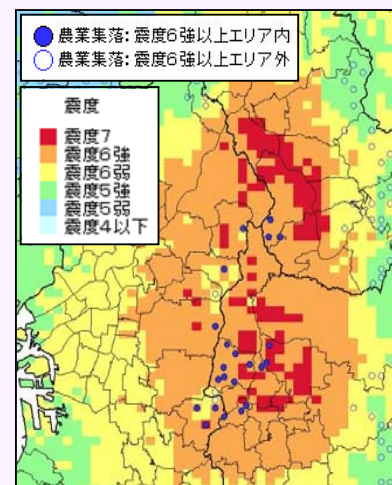 農業集落: 震度6強以上エリア内
農業集落: 震度6強以上エリア外
震度
震度7
震度6強
震度6弱
震度5強
震度5弱
震度4以下